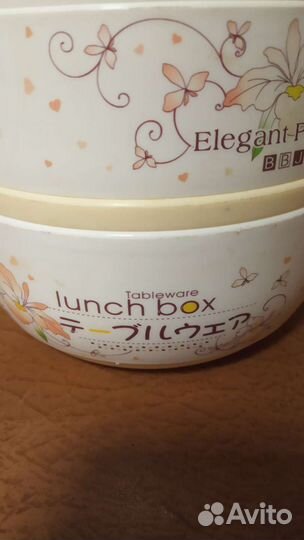 Elegant-P
BBJ
Tableware
lunch box
テーブルウエア
Avito